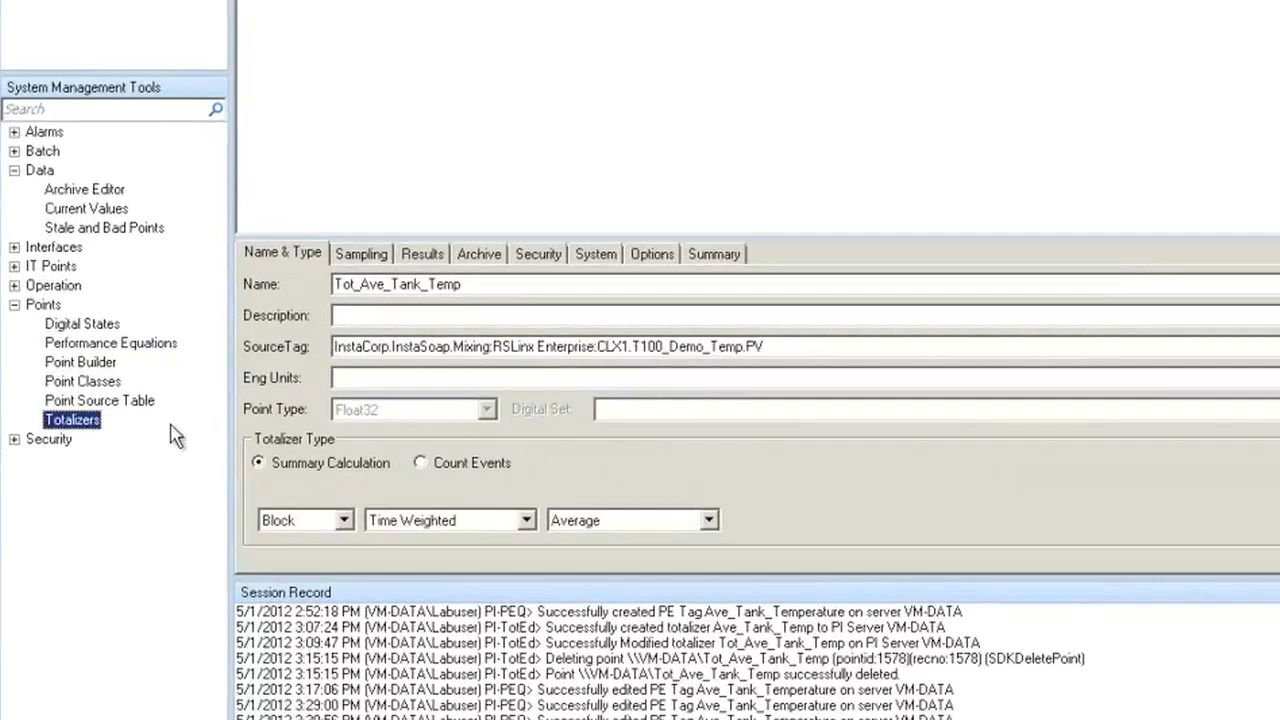 System Management Tools
Search
Alarms
Batch
Data
Archive Editor
Current Values
Stale and Bad Points
Interfaces
IT Points
Operation
Points
Digital States
Performance Equations
Point Builder
Point Classes
Point Source Table
Totalizers
Security
Name & Type Sampling Results Archive Security System Options Summary
Name: Tot_Ave_Tank_Temp
Description:
SourceTag: InstaCorp.InstaSoap.Mixing:RSLinx Enterprise:CLX1.T100_Demo_Temp.PV
Eng Units:
Point Type: Float32 Digital Set:
Totalizer Type
Summary Calculation Count Events
Block Time Weighted Average
Session Record
5/1/2012 2:52:18 PM (VM-DATA\Labuser) PI-PEQ> Successfully created PE Tag Ave_Tank_Temperature on server VM-DATA
5/1/2012 3:07:24 PM (VM-DATA\Labuser) PI-TotEd> Successfully created totalizer Ave_Tank_Temp to PI Server VM-DATA
5/1/2012 3:09:47 PM (VM-DATA\Labuser) PI-TotEd> Successfully Modified totalizer Tot_Ave_Tank_Temp on PI Server VM-DATA
5/1/2012 3:15:15 PM (VM-DATA\Labuser) PI-TotEd> Deleting point \\VM-DATA\Tot_Ave_Tank_Temp (pointid:1578)(recno:1578) (SDKDeletePoint)
5/1/2012 3:15:15 PM (VM-DATA\Labuser) PI-TotEd> Point \\VM-DATA\Tot_Ave_Tank_Temp successfully deleted.
5/1/2012 3:17:06 PM (VM-DATA\Labuser) PI-PEQ> Successfully edited PE Tag Ave_Tank_Temperature on server VM-DATA
5/1/2012 3:29:00 PM (VM-DATA\Labuser) PI-PEQ> Successfully edited PE Tag Ave_Tank_Temperature on server VM-DATA